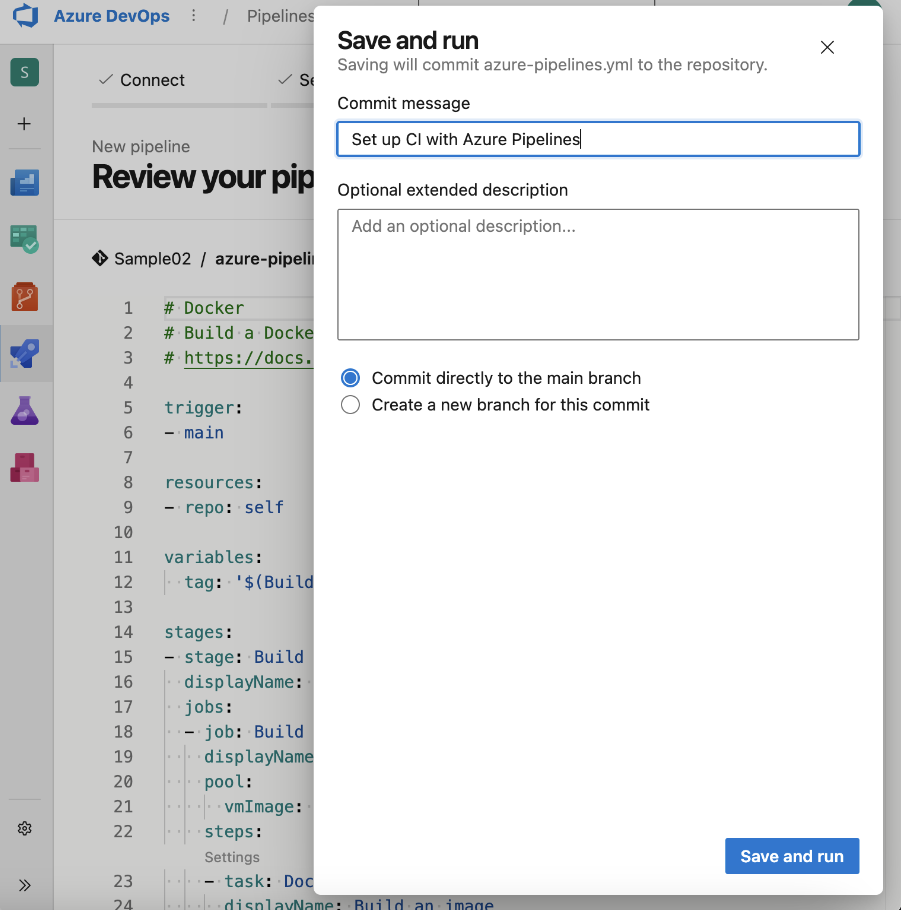 Azure DevOps / Pipelines
S
Connect
Se
New pipeline
Review your pip
Sample02 / azure-pipelin
1 # Docker
2 # Build a Docke
3 # https://docs.
4
5 trigger:
6 - main
7
8 resources:
9 - repo: self
10
11 variables:
12 tag: '$(Build
13
14 stages:
15 - stage: Build
16 displayName:
17 jobs:
18 - job: Build
19 displayName
20 pool:
21 vmImage:
22 steps:
Settings
23 - task: Doc
24 displayName: Build an image
Save and run
Saving will commit azure-pipelines.yml to the repository.
Commit message
Set up CI with Azure Pipelines
Optional extended description
Add an optional description...
Commit directly to the main branch
Create a new branch for this commit
Save and run